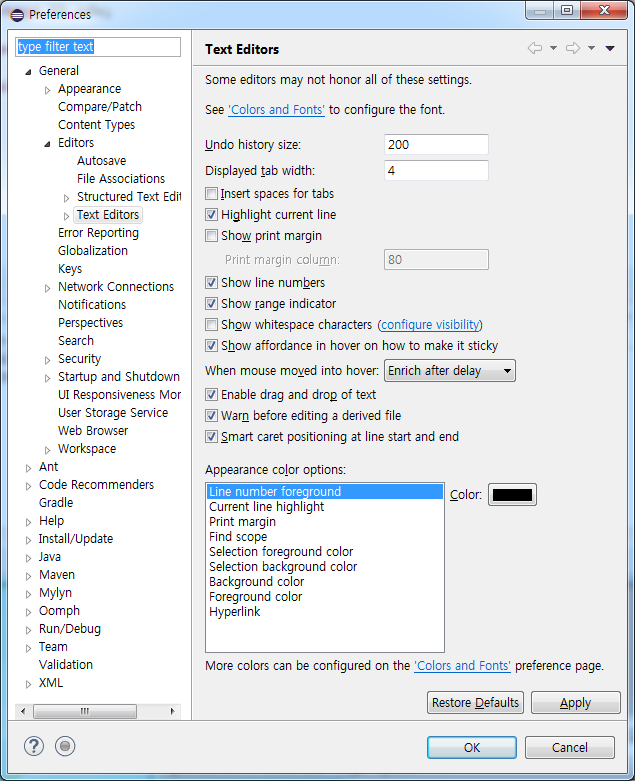 Preferences
type filter text
General
Appearance
Compare/Patch
Content Types
Editors
Autosave
File Associations
Structured Text Edit
Text Editors
Error Reporting
Globalization
Keys
Network Connections
Notifications
Perspectives
Search
Security
Startup and Shutdown
UI Responsiveness Mor
User Storage Service
Web Browser
Workspace
Ant
Code Recommenders
Gradle
Help
Install/Update
Java
Maven
Mylyn
Oomph
Run/Debug
Team
Validation
XML
Text Editors
Some editors may not honor all of these settings.
See 'Colors and Fonts' to configure the font.
Undo history size: 200
Displayed tab width: 4
Insert spaces for tabs
Highlight current line
Show print margin
Print margin column: 80
Show line numbers
Show range indicator
Show whitespace characters (configure visibility)
Show affordance in hover on how to make it sticky
When mouse moved into hover: Enrich after delay
Enable drag and drop of text
Warn before editing a derived file
Smart caret positioning at line start and end
Appearance color options:
Line number foreground
Current line highlight
Print margin
Find scope
Selection foreground color
Selection background color
Background color
Foreground color
Hyperlink
Color:
More colors can be configured on the 'Colors and Fonts' preference page.
Restore Defaults
Apply
?
OK
Cancel